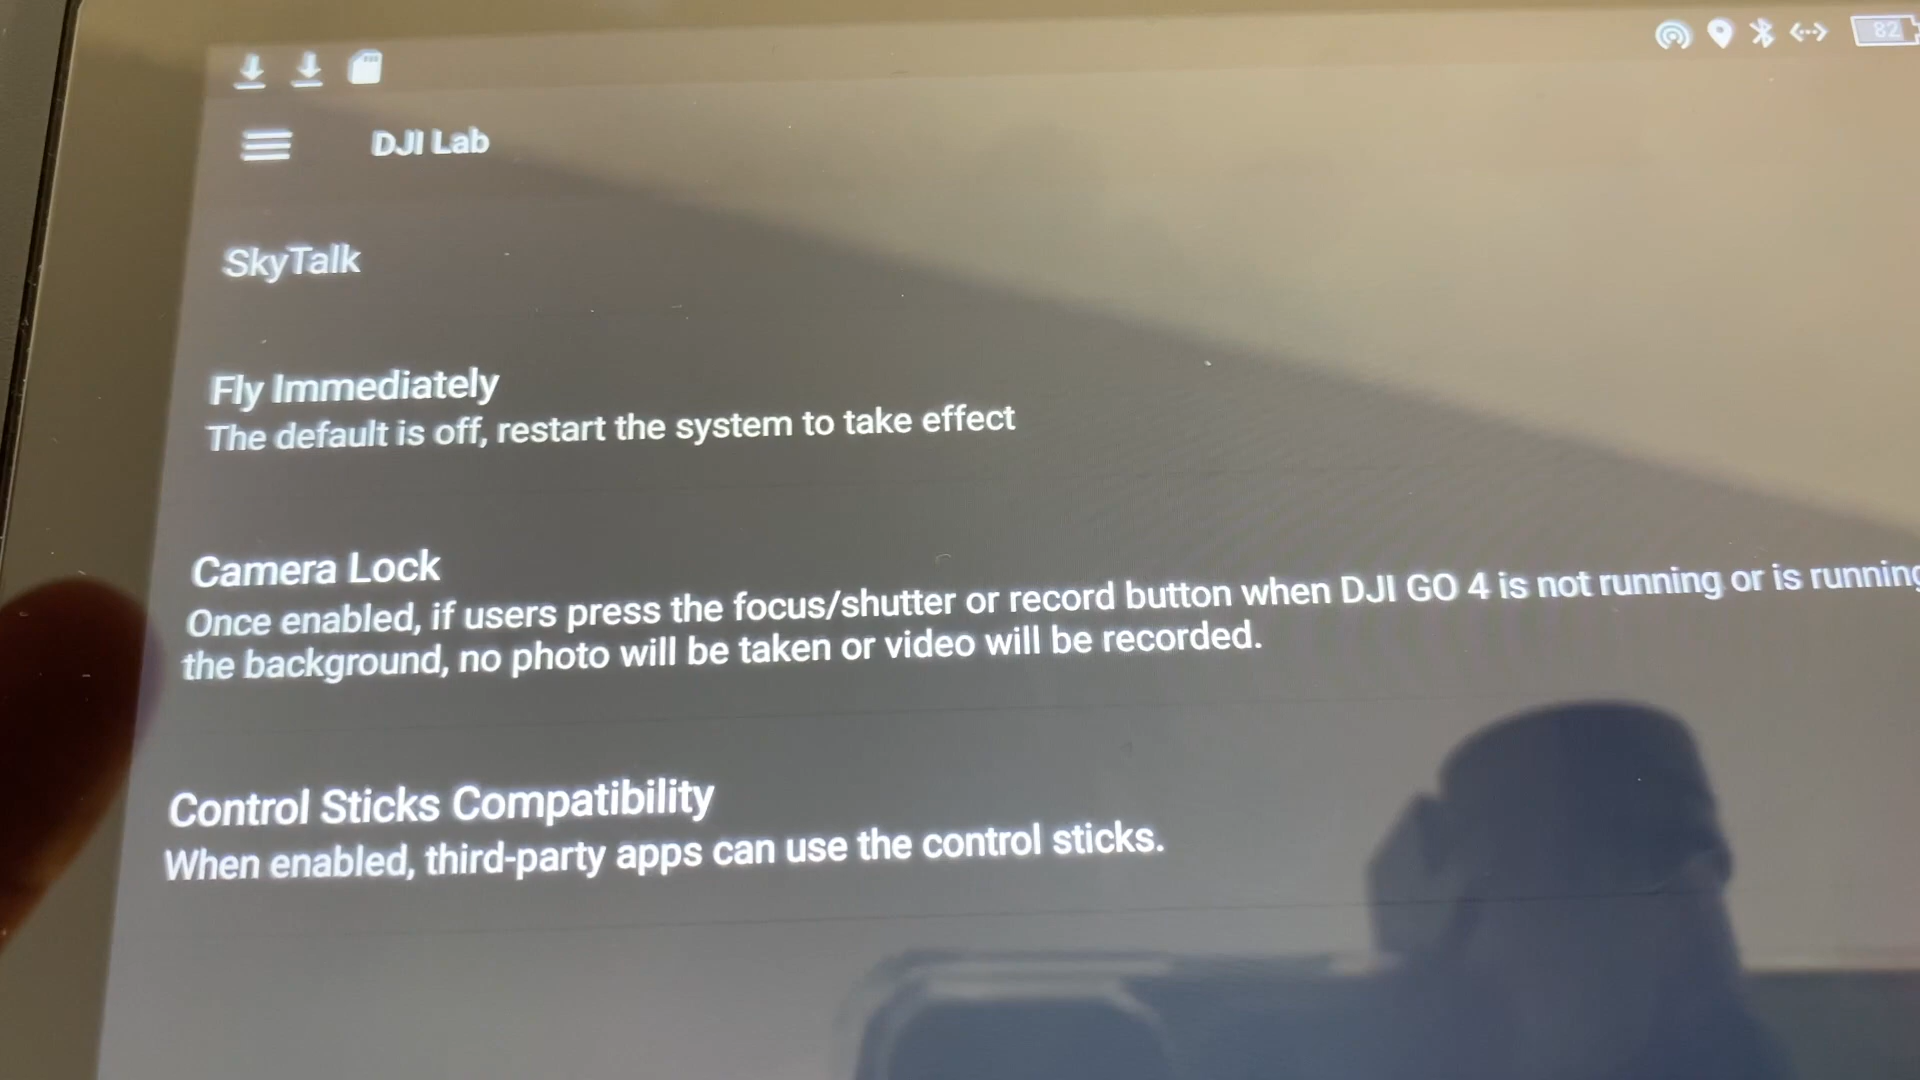 82
DJI Lab
SkyTalk
Fly Immediately
The default is off, restart the system to take effect
Camera Lock
Once enabled, if users press the focus/shutter or record button when DJI GO 4 is not running or is running
the background, no photo will be taken or video will be recorded.
Control Sticks Compatibility
When enabled, third-party apps can use the control sticks.